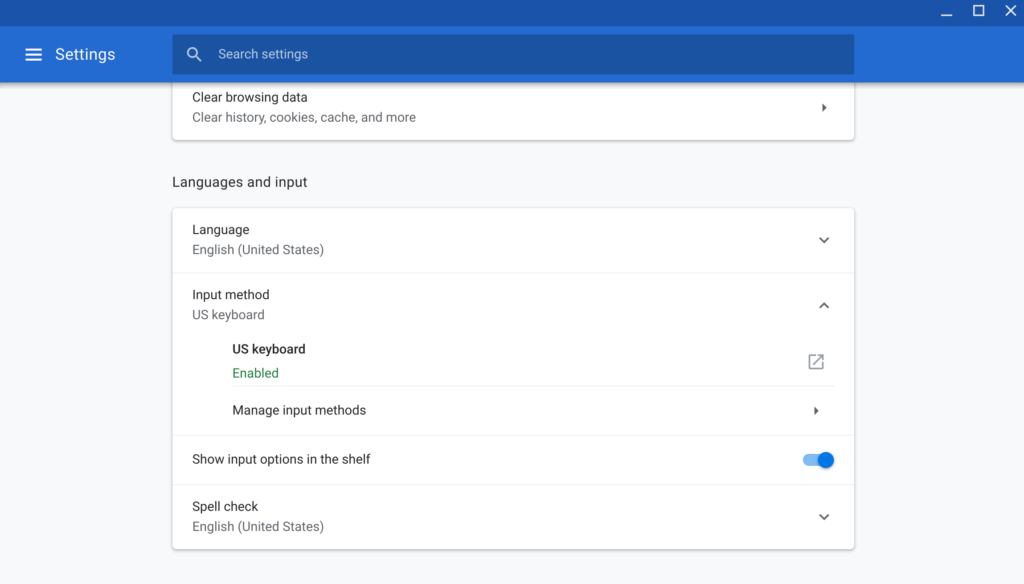 Settings
Search settings
Clear browsing data
Clear history, cookies, cache, and more
Languages and input
Language
English (United States)
Input method
US keyboard
US keyboard
Enabled
Manage input methods
Show input options in the shelf
Spell check
English (United States)